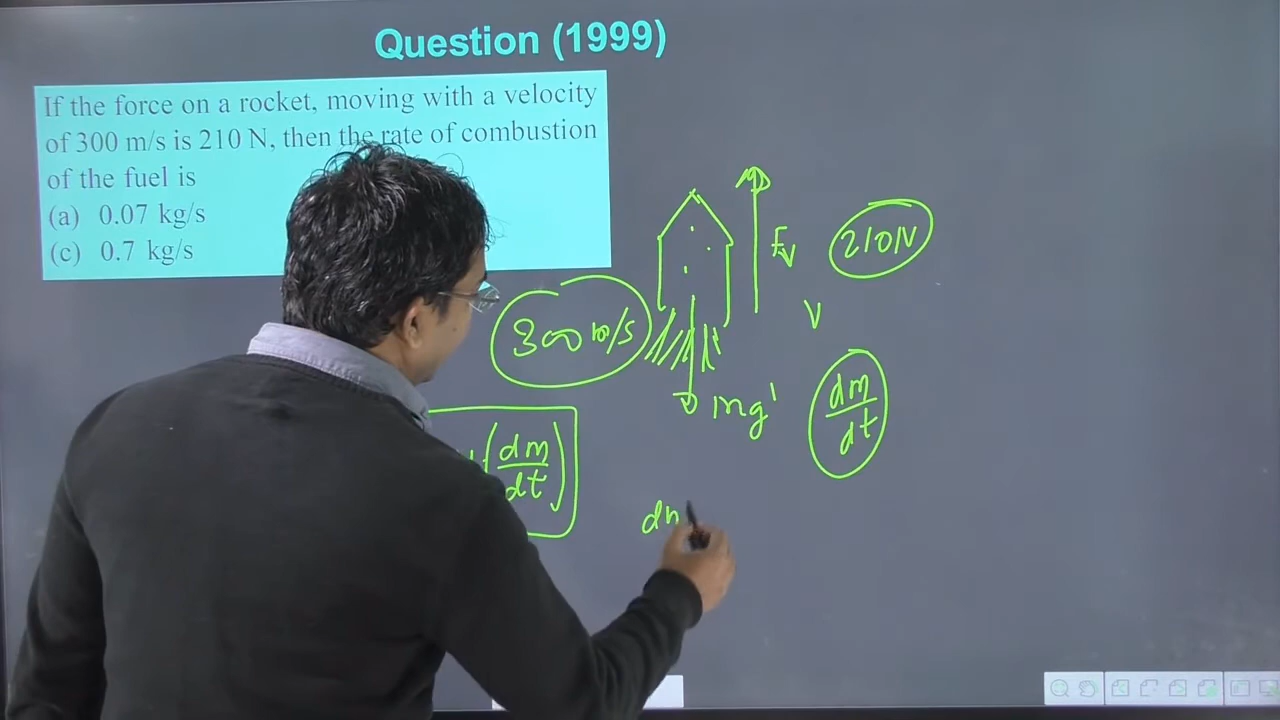 Question (1999)
If the force on a rocket, moving with a velocity
of 300 m/s is 210 N, then the rate of combustion
of the fuel is
(a) 0.07 kg/s
(c) 0.7 kg/s
210N
V
300 m/s
mg'
dm
dt
(dm
dt)